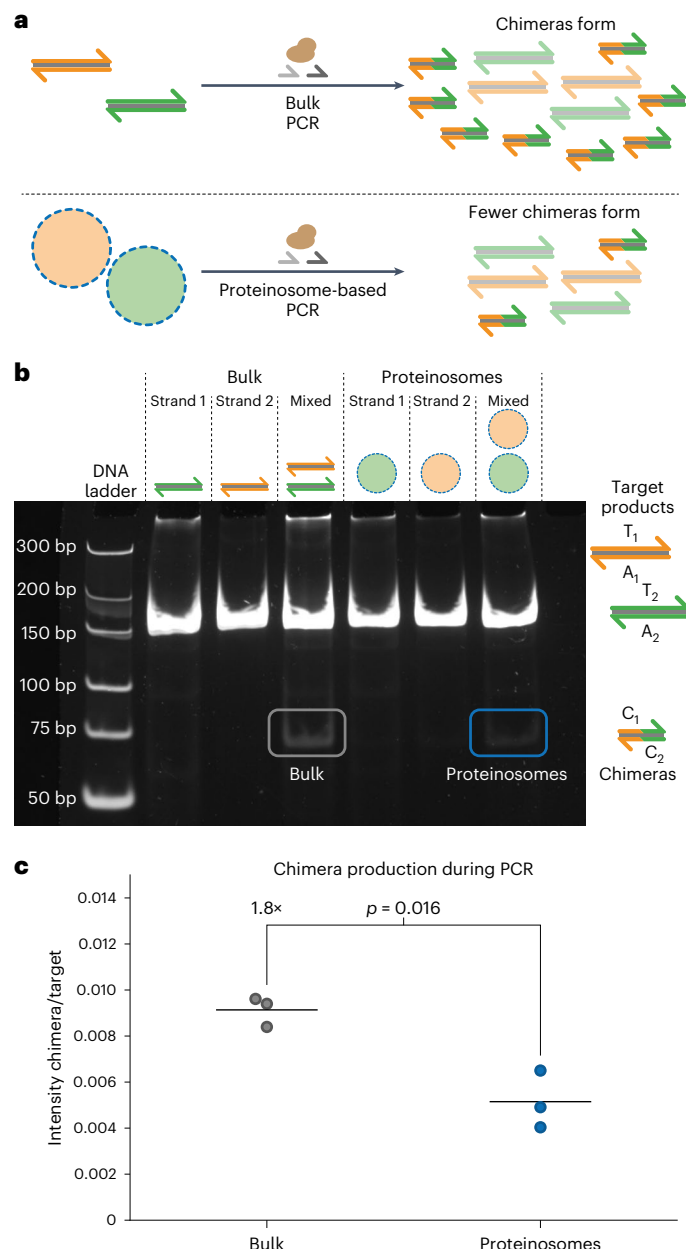 a
Chimeras form
Bulk
PCR
Fewer chimeras form
Proteinosome-based
PCR
b
Bulk
Proteinosomes
Strand 1
Strand 2
Mixed
Strand 1
Strand 2
Mixed
DNA
ladder
300 bp
200 bp
150 bp
100 bp
75 bp
50 bp
Bulk
Proteinosomes
Target
products
T1
A1
T2
A2
C1
C2
Chimeras
c
Chimera production during PCR
1.8×
p = 0.016
Intensity chimera/target
0.014
0.012
0.010
0.008
0.006
0.004
0.002
0
Bulk
Proteinosomes